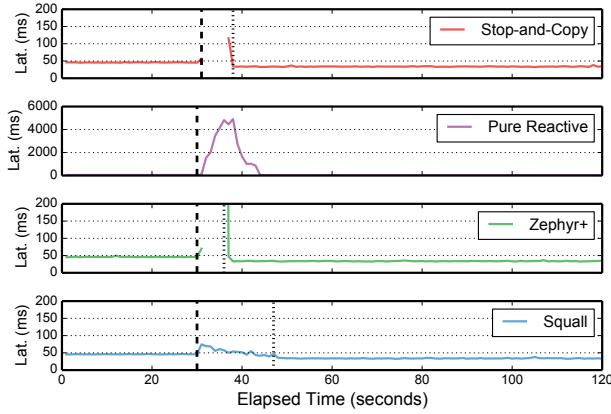 200
150
100
50
0
Lat. (ms)
Stop-and-Copy
6000
4000
2000
0
Lat. (ms)
Pure Reactive
200
150
100
50
0
Lat. (ms)
Zephyr+
200
150
100
50
0
Lat. (ms)
Squall
0 20 40 60 80 100 120
Elapsed Time (seconds)